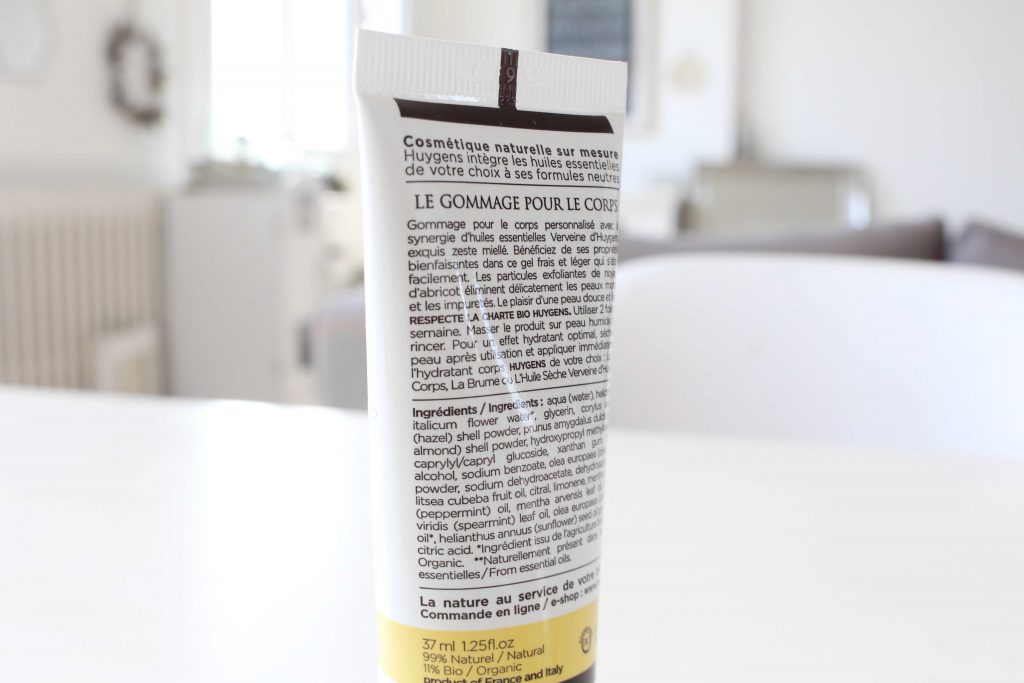 Cosmétique naturelle sur mesure
Huygens intègre les huiles essentielles
de votre choix à ses formules neutres
LE GOMMAGE POUR LE CORPS
Gommage pour le corps personnalisé avec
synergie d'huiles essentielles Verveine d'Huygens
exquis zeste miellé. Bénéficiez de ses
bienfaisantes dans ce gel frais et léger qui
facilement. Les particules exfoliantes de
d'abricot éliminent délicatement les peaux
et les impuretés. Le plaisir d'une peau douce et
RESPECTE LA CHARTE BIO HUYGENS. Utiliser 2 fois
semaine. Masser le produit sur peau
rincer. Pour un effet hydratant optimal,
peau après utilisation et appliquer
l'hydratant corps HUYGENS de votre choix :
Corps, La Brume ou L'Huile Sèche Verveine
Ingrédients / Ingredients : aqua (water),
italicum flower water*, glycerin, corylus
(hazel) shell powder, prunus amygdalus
almond) shell powder, hydroxypropyl
caprylyl/capryl glucoside, xanthan gum,
alcohol, sodium benzoate, olea europaea
powder, sodium dehydroacetate,
litsea cubeba fruit oil, citral, limonene,
(peppermint) oil, mentha arvensis leaf
viridis (spearmint) leaf oil, olea europaea
oil*, helianthus annuus (sunflower) seed oil
citric acid. *Ingrédient issu de l'agriculture
Organic. **Naturellement présent dans
essentielles / From essential oils.
La nature au service de votre
Commande en ligne / e-shop :
37 ml 1.25fl.oz
99% Naturel / Natural
11% Bio / Organic
product of France and Italy